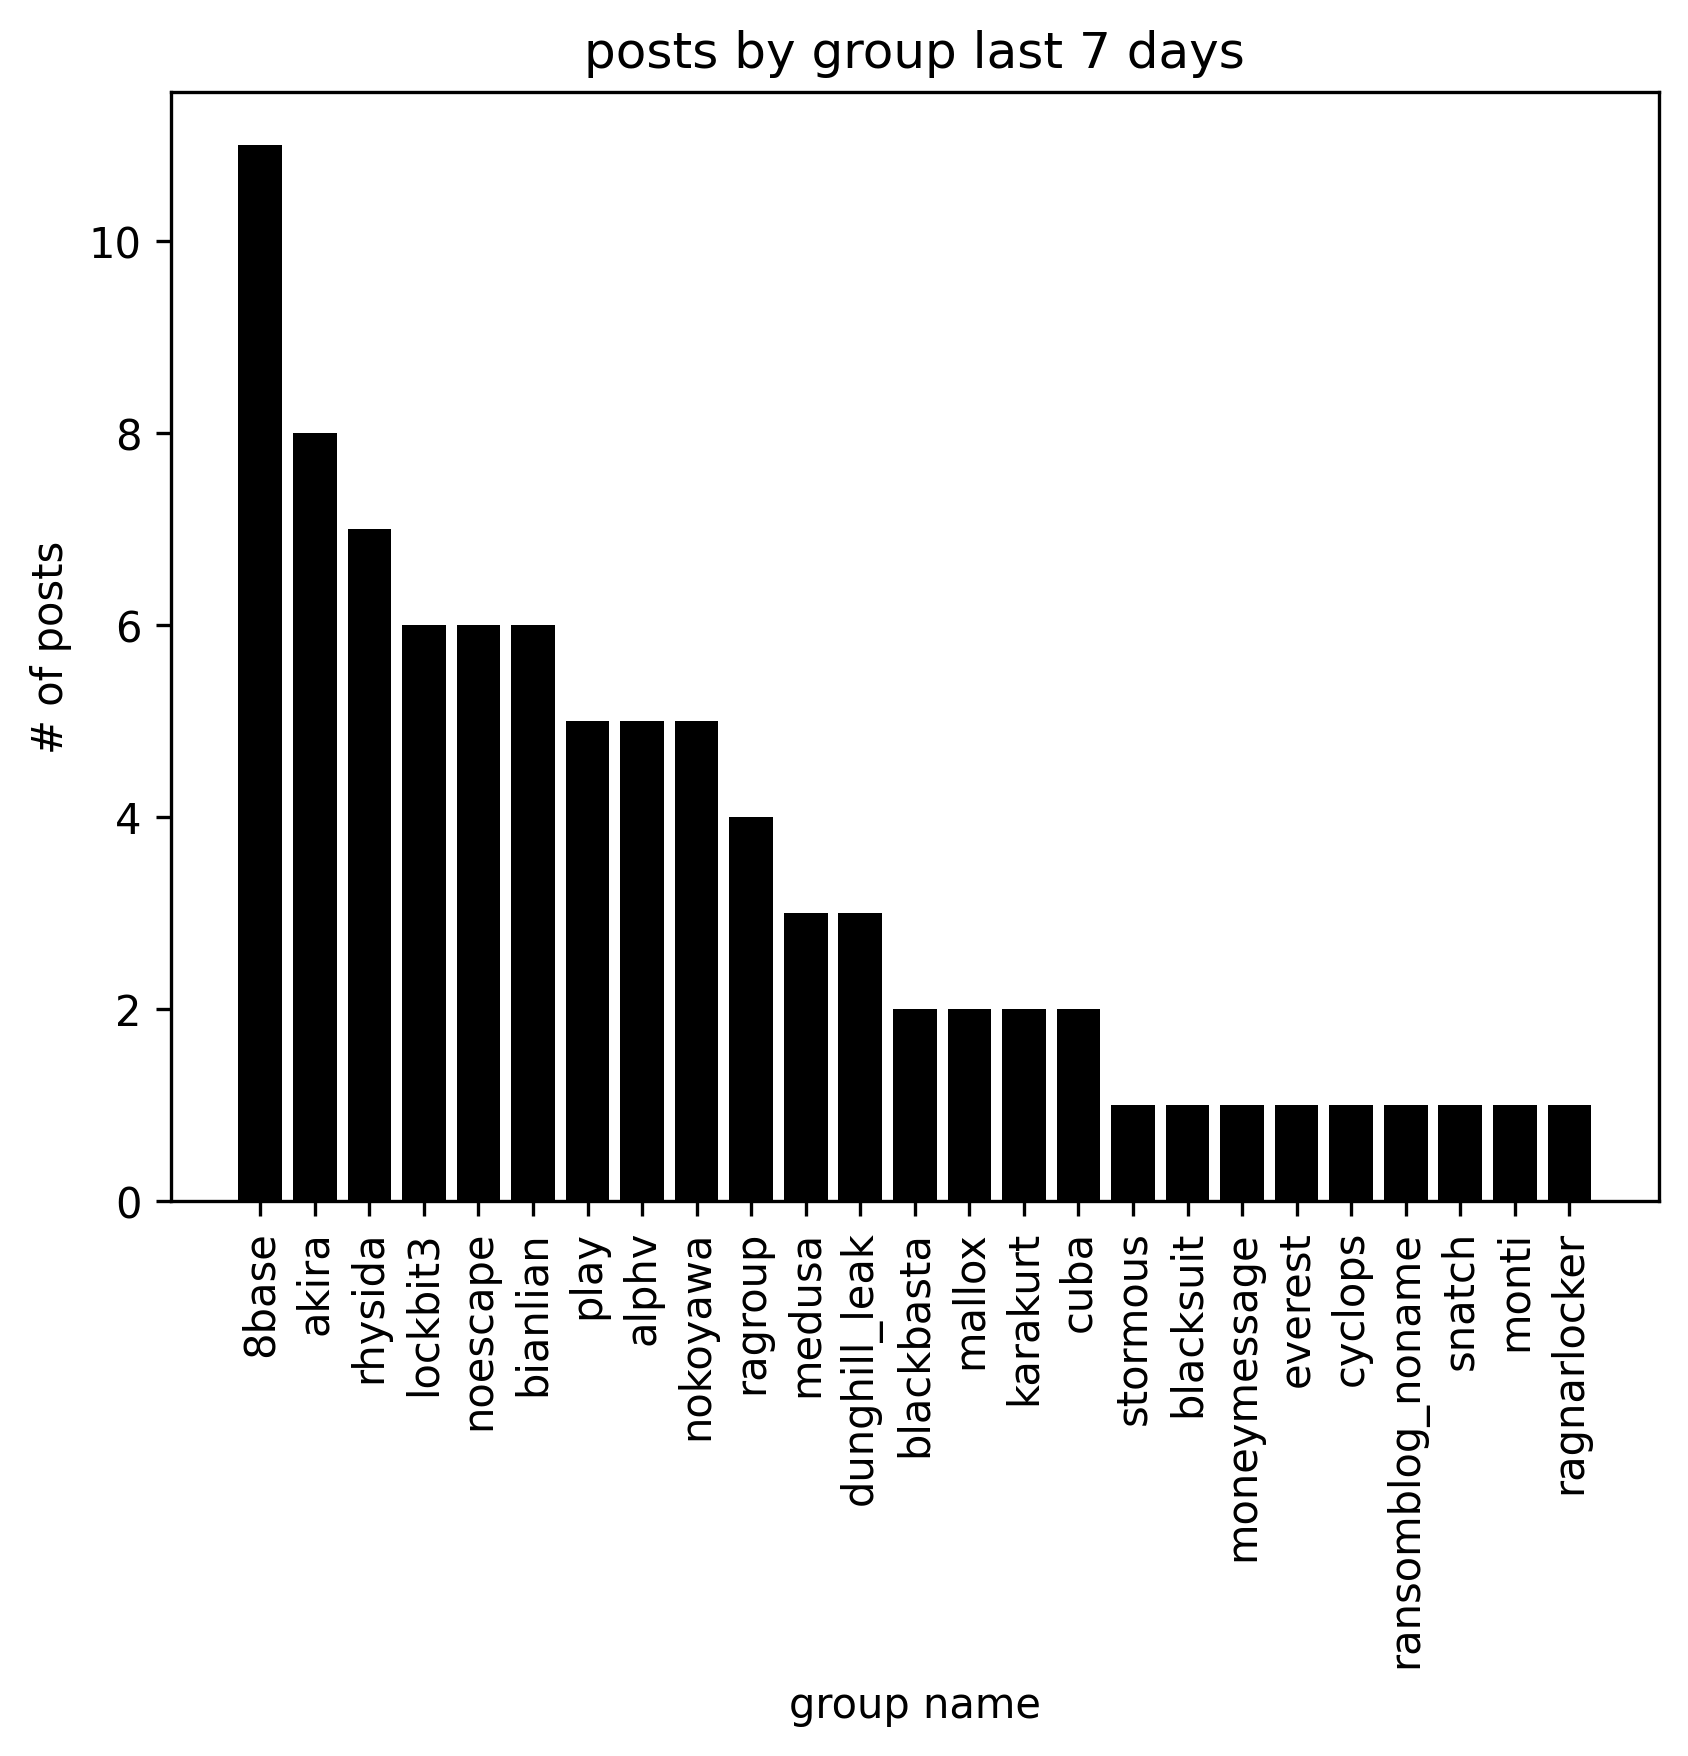 posts by group last 7 days
# of posts
10
8
6
4
2
0
8base
akira
rhysida
lockbit3
noescape
bianlian
play
alphv
nokoyawa
ragroup
medusa
dunghill_leak
blackbasta
mallox
karakurt
cuba
stormous
blacksuit
moneymessage
everest
cyclops
ransomblog_noname
snatch
monti
ragnarlocker
group name